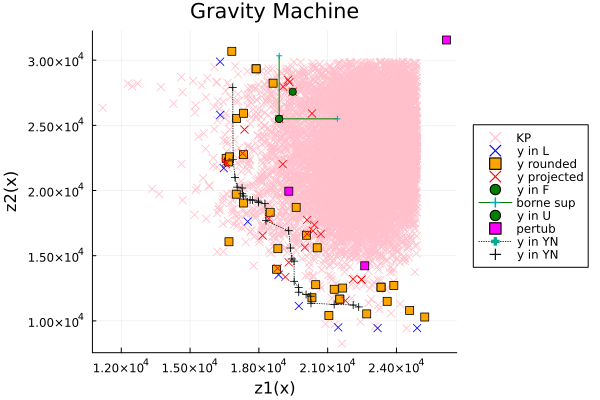 Gravity Machine
z2(x)
3.00×10⁴
2.50×10⁴
2.00×10⁴
1.50×10⁴
1.00×10⁴
1.20×10⁴ 1.50×10⁴ 1.80×10⁴ 2.10×10⁴ 2.40×10⁴
z1(x)
KP
y in L
y rounded
y projected
y in F
borne sup
y in U
pertub
y in YN
y in YN